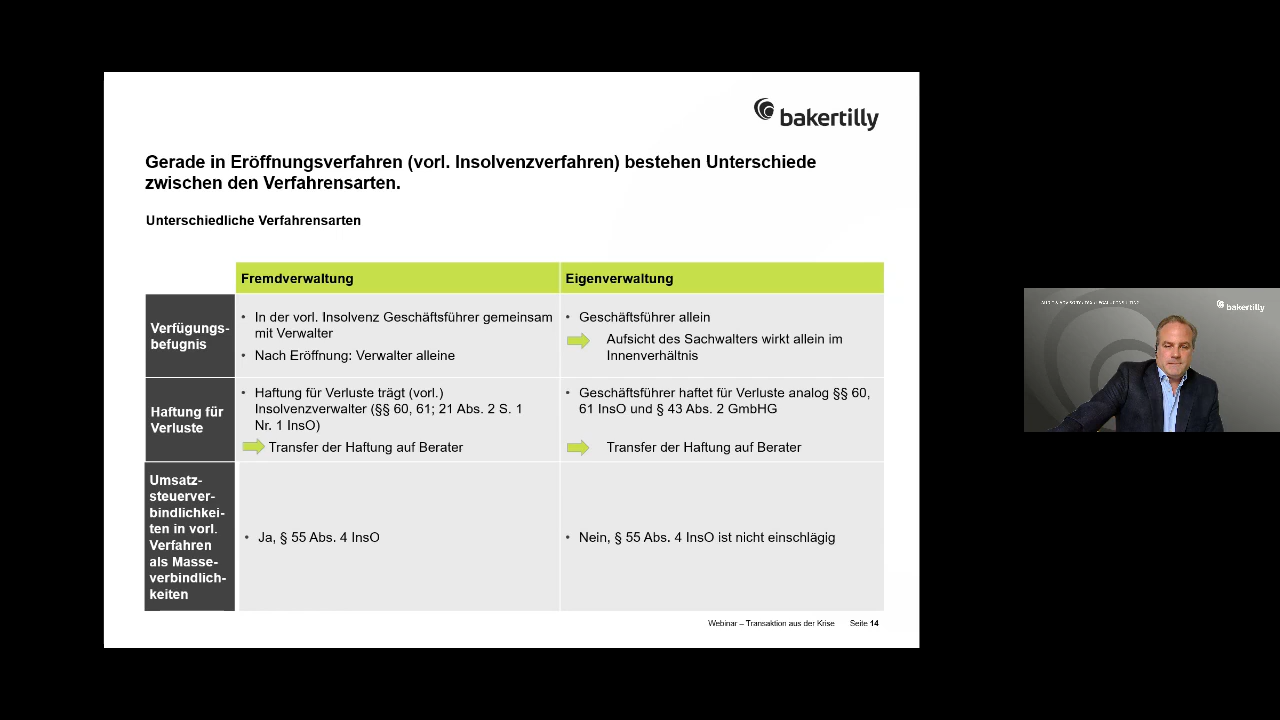 bakertilly
Gerade in Eröffnungsverfahren (vorl. Insolvenzverfahren) bestehen Unterschiede
zwischen den Verfahrensarten.
Unterschiedliche Verfahrensarten
Fremdverwaltung
Eigenverwaltung
Verfügungs-
befugnis
• In der vorl. Insolvenz Geschäftsführer gemeinsam
mit Verwalter
• Nach Eröffnung: Verwalter alleine
• Geschäftsführer allein
Aufsicht des Sachwalters wirkt allein im
Innenverhältnis
Haftung für
Verluste
• Haftung für Verluste trägt (vorl.)
Insolvenzverwalter (§§ 60, 61; 21 Abs. 2 S. 1
Nr. 1 InsO)
Transfer der Haftung auf Berater
• Geschäftsführer haftet für Verluste analog §§ 60,
61 InsO und § 43 Abs. 2 GmbHG
Transfer der Haftung auf Berater
Umsatz-
steuerver-
bindlichkei-
ten in vorl.
Verfahren
als Masse-
verbindlich-
keiten
• Ja, § 55 Abs. 4 InsO
• Nein, § 55 Abs. 4 InsO ist nicht einschlägig
Webinar – Transaktion aus der Krise Seite 14
bakertilly